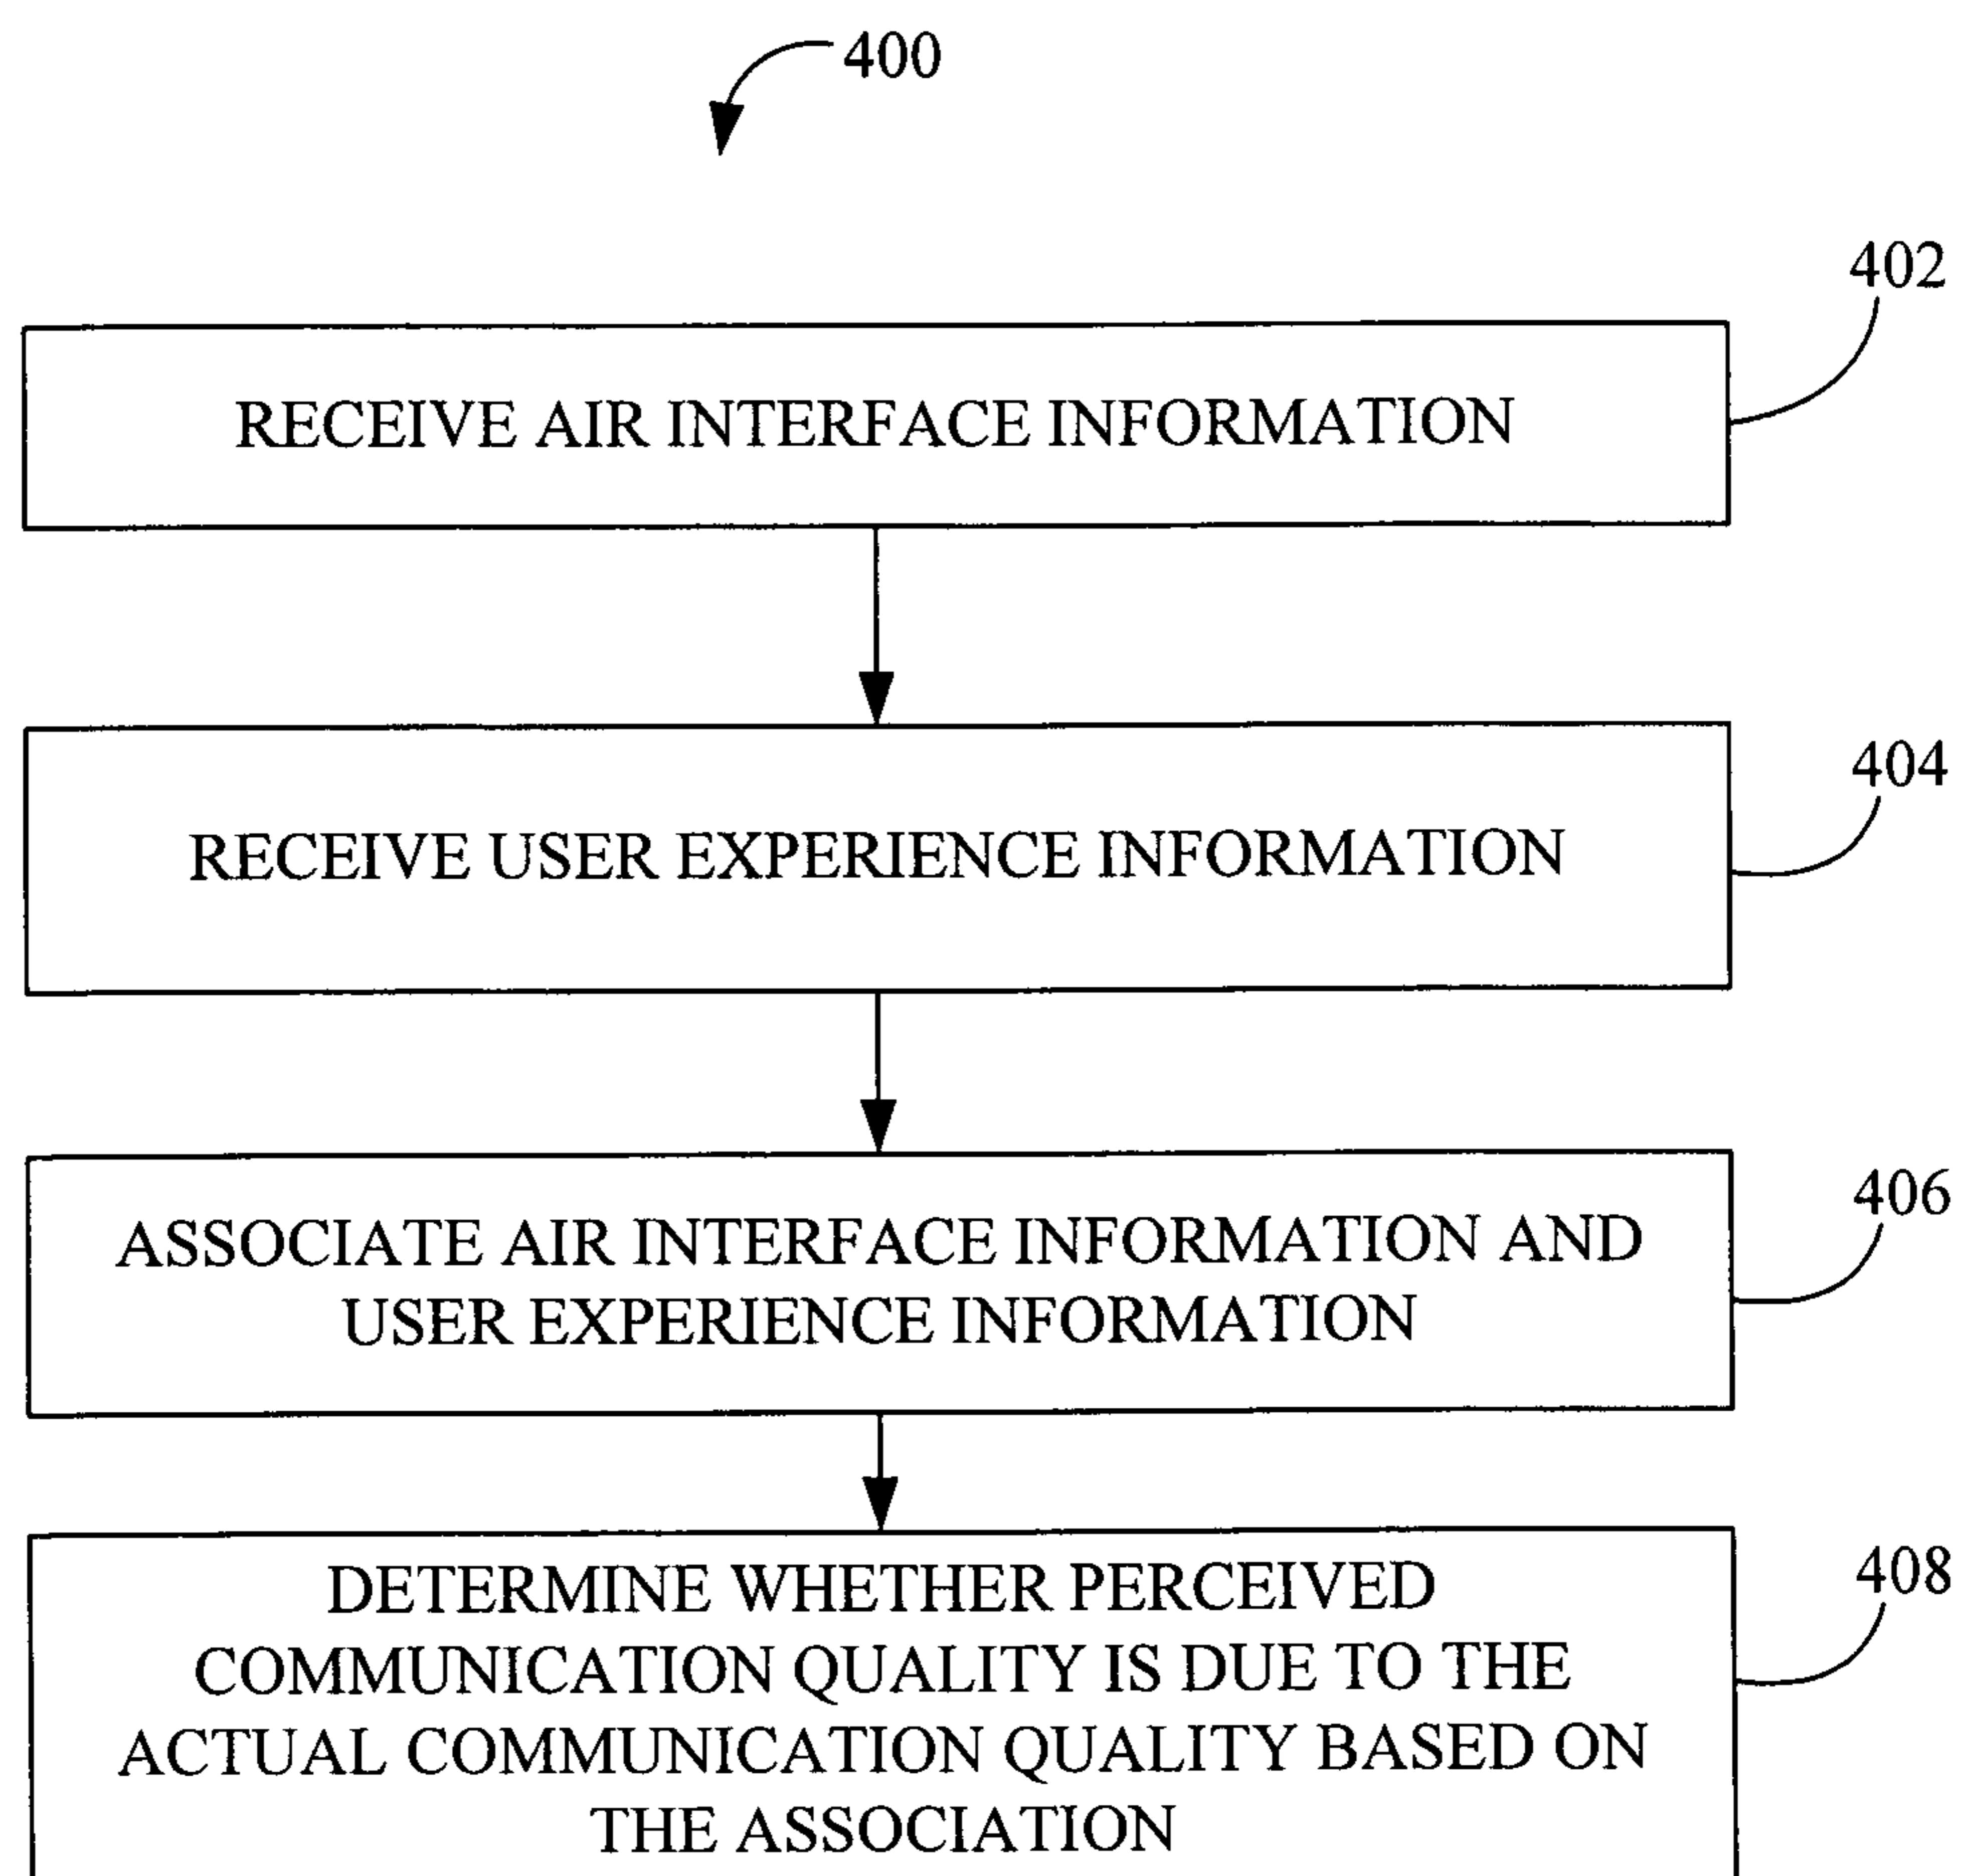 400
402
RECEIVE AIR INTERFACE INFORMATION
404
RECEIVE USER EXPERIENCE INFORMATION
406
ASSOCIATE AIR INTERFACE INFORMATION AND
USER EXPERIENCE INFORMATION
408
DETERMINE WHETHER PERCEIVED
COMMUNICATION QUALITY IS DUE TO THE
ACTUAL COMMUNICATION QUALITY BASED ON
THE ASSOCIATION